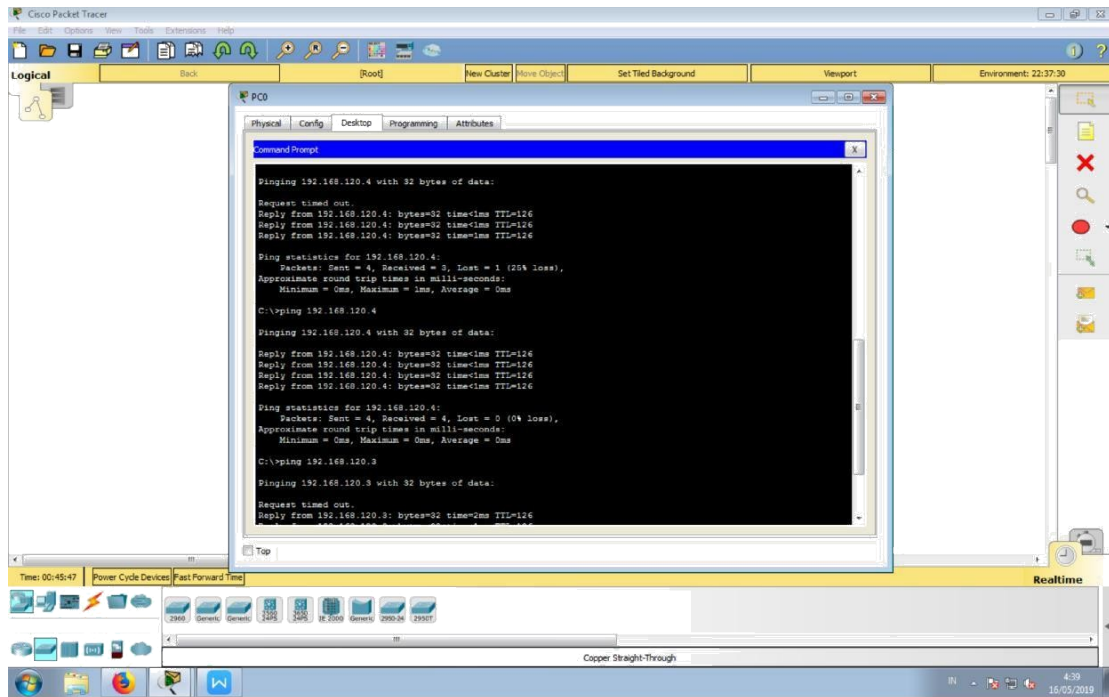 Cisco Packet Tracer
File Edit Options View Tools Extensions Help
Logical Back [Root] New Cluster Move Object Set Tiled Background Viewport Environment: 22:37:30
PC0
Physical Config Desktop Programming Attributes
Command Prompt X
Pinging 192.168.120.4 with 32 bytes of data:
Request timed out.
Reply from 192.168.120.4: bytes=32 time<1ms TTL=126
Reply from 192.168.120.4: bytes=32 time<1ms TTL=126
Reply from 192.168.120.4: bytes=32 time=1ms TTL=126
Ping statistics for 192.168.120.4:
Packets: Sent = 4, Received = 3, Lost = 1 (25% loss),
Approximate round trip times in milli-seconds:
Minimum = 0ms, Maximum = 1ms, Average = 0ms
C:\>ping 192.168.120.4
Pinging 192.168.120.4 with 32 bytes of data:
Reply from 192.168.120.4: bytes=32 time<1ms TTL=126
Reply from 192.168.120.4: bytes=32 time<1ms TTL=126
Reply from 192.168.120.4: bytes=32 time<1ms TTL=126
Reply from 192.168.120.4: bytes=32 time<1ms TTL=126
Ping statistics for 192.168.120.4:
Packets: Sent = 4, Received = 4, Lost = 0 (0% loss),
Approximate round trip times in milli-seconds:
Minimum = 0ms, Maximum = 0ms, Average = 0ms
C:\>ping 192.168.120.3
Pinging 192.168.120.3 with 32 bytes of data:
Request timed out.
Reply from 192.168.120.3: bytes=32 time=2ms TTL=126
Top
Time: 00:45:47 Power Cycle Devices Fast Forward Time Realtime
2960 Generic Generic 3560 24PS 3650 24PS IE 2000 Generic 2950-24 2950T
Copper Straight-Through
IN 4:39
16/05/2019